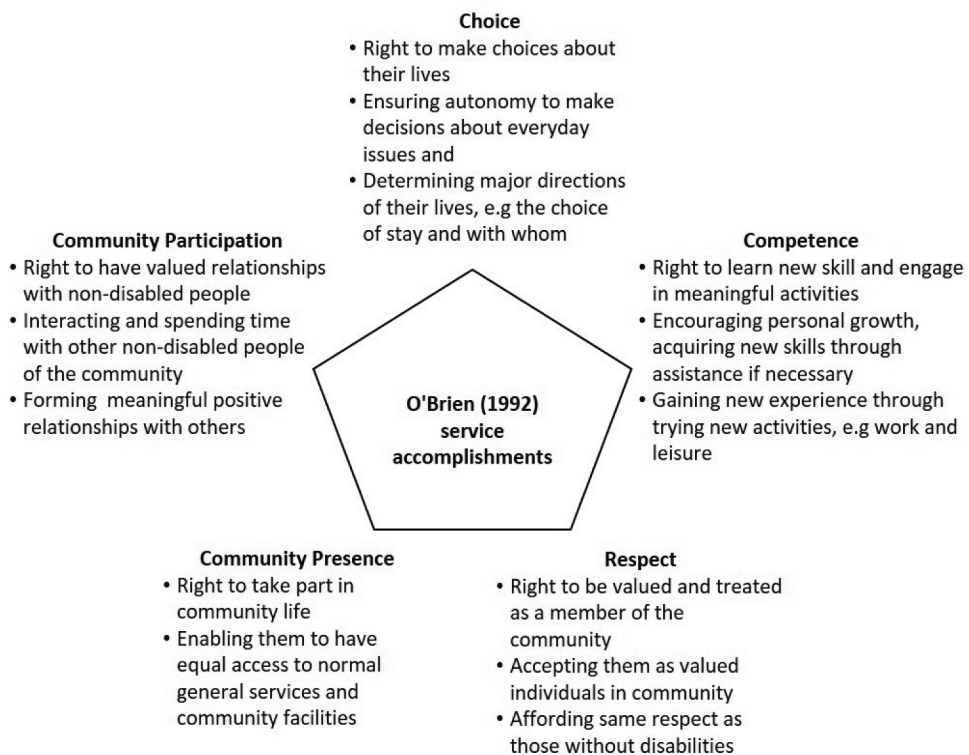 Choice
• Right to make choices about
their lives
• Ensuring autonomy to make
decisions about everyday
issues and
• Determining major directions
of their lives, e.g the choice
of stay and with whom
Community Participation
• Right to have valued relationships
with non-disabled people
• Interacting and spending time
with other non-disabled people
of the community
• Forming meaningful positive
relationships with others
Competence
• Right to learn new skill and engage
in meaningful activities
• Encouraging personal growth,
acquiring new skills through
assistance if necessary
• Gaining new experience through
trying new activities, e.g work and
leisure
O'Brien (1992)
service
accomplishments
Community Presence
• Right to take part in
community life
• Enabling them to have
equal access to normal
general services and
community facilities
Respect
• Right to be valued and treated
as a member of the
community
• Accepting them as valued
individuals in community
• Affording same respect as
those without disabilities